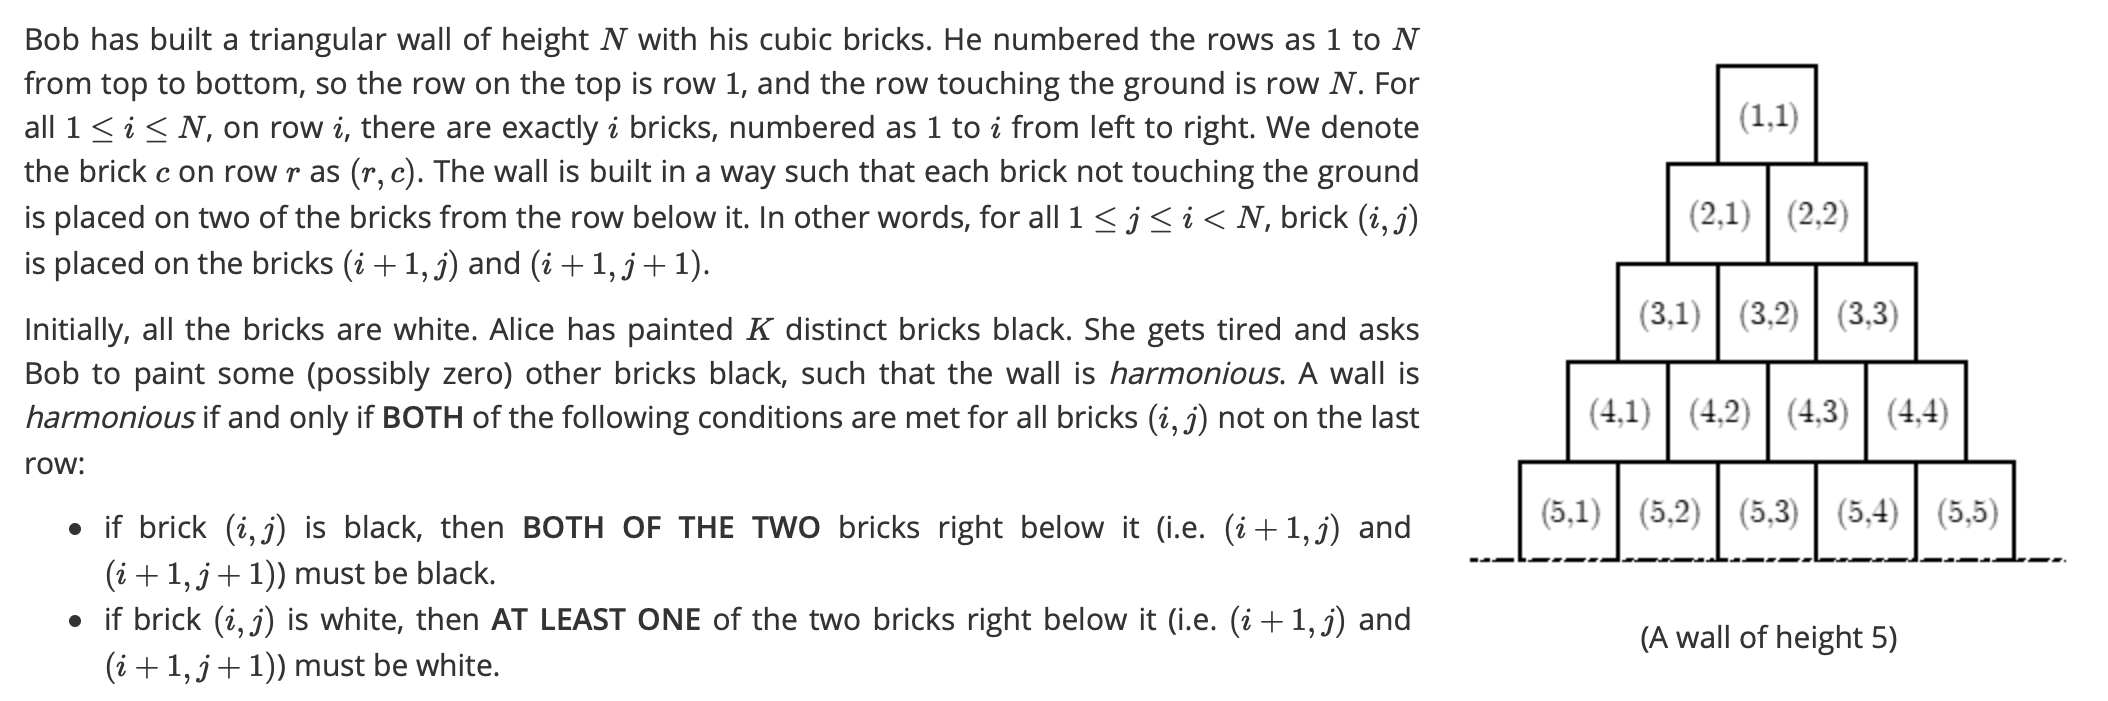 Bob has built a triangular wall of height N with his cubic bricks. He numbered the rows as 1 to N
from top to bottom, so the row on the top is row 1, and the row touching the ground is row N. For
all 1 ≤ i ≤ N, on row i, there are exactly i bricks, numbered as 1 to i from left to right. We denote
the brick c on row r as (r, c). The wall is built in a way such that each brick not touching the ground
is placed on two of the bricks from the row below it. In other words, for all 1 ≤ j ≤ i < N, brick (i, j)
is placed on the bricks (i + 1, j) and (i + 1, j + 1).
Initially, all the bricks are white. Alice has painted K distinct bricks black. She gets tired and asks
Bob to paint some (possibly zero) other bricks black, such that the wall is harmonious. A wall is
harmonious if and only if BOTH of the following conditions are met for all bricks (i, j) not on the last
row:
• if brick (i, j) is black, then BOTH OF THE TWO bricks right below it (i.e. (i + 1, j) and
(i + 1, j + 1)) must be black.
• if brick (i, j) is white, then AT LEAST ONE of the two bricks right below it (i.e. (i + 1, j) and
(i + 1, j + 1)) must be white.
(1,1)
(2,1) (2,2)
(3,1) (3,2) (3,3)
(4,1) (4,2) (4,3) (4,4)
(5,1) (5,2) (5,3) (5,4) (5,5)
(A wall of height 5)